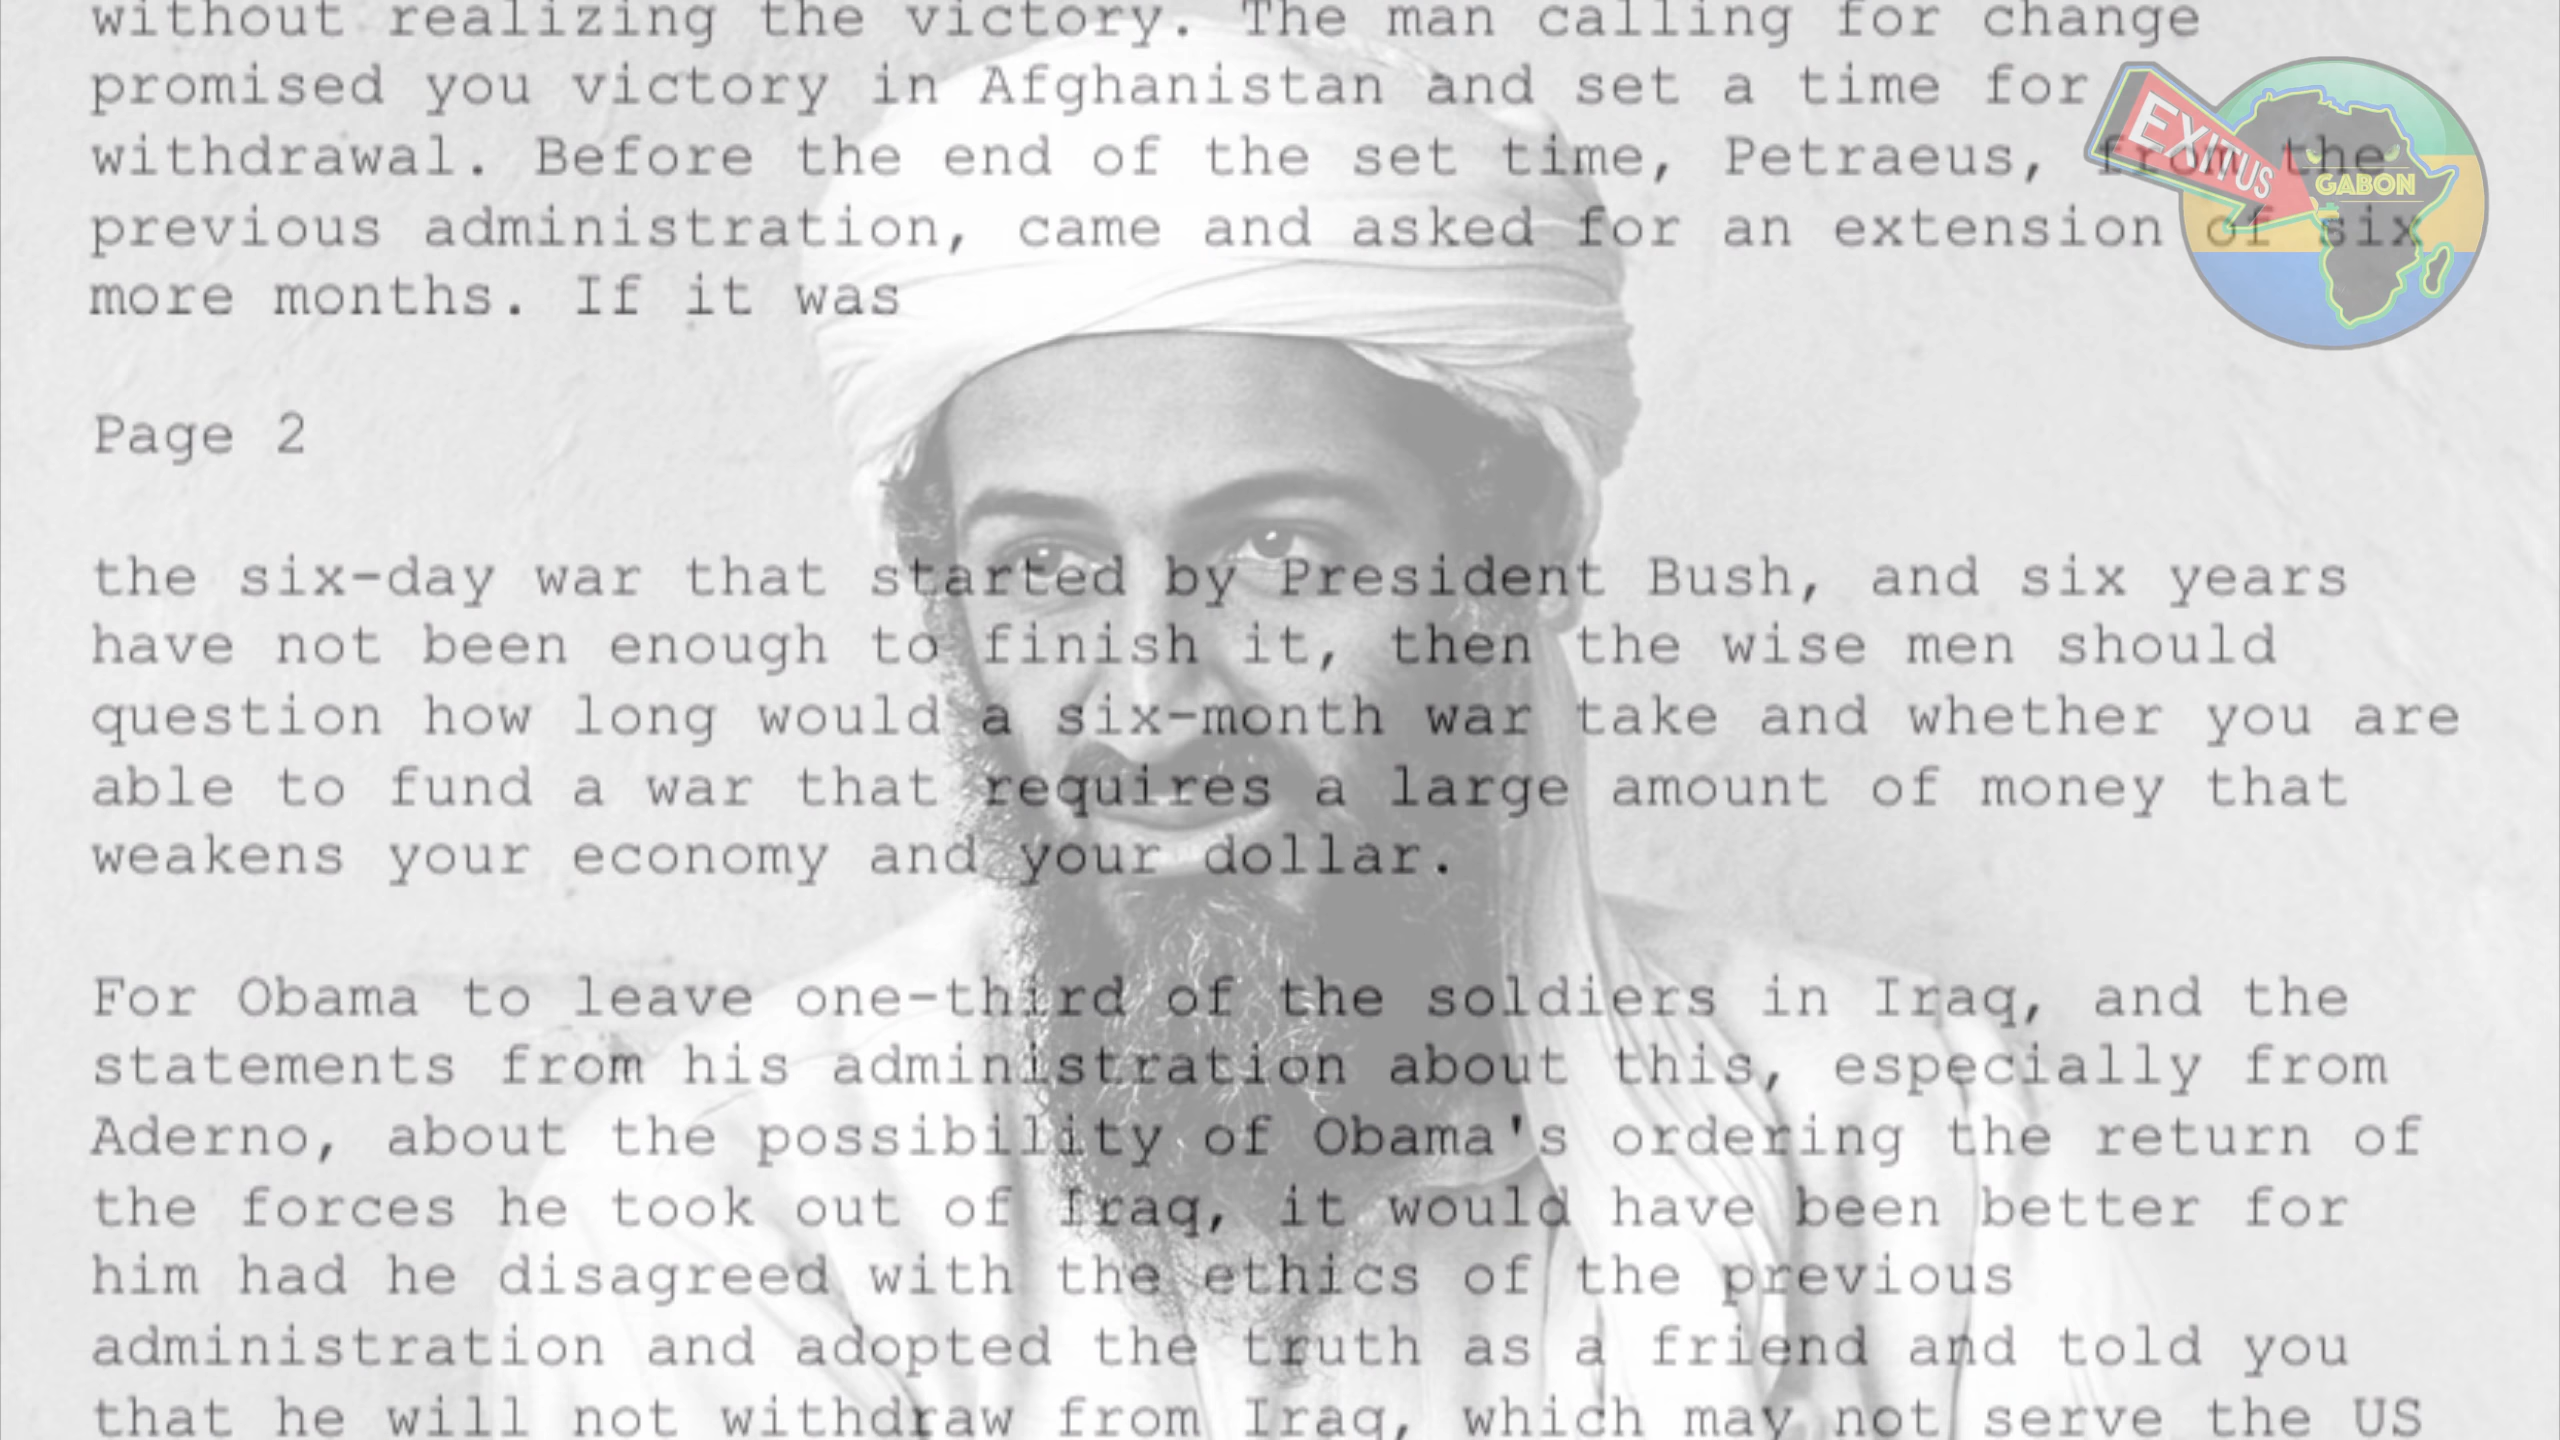 without realizing the victory. The man calling for change
promised you victory in Afghanistan and set a time for
withdrawal. Before the end of the set time, Petraeus, from the
previous administration, came and asked for an extension of six
more months. If it was
EXITUS
GABON
Page 2
the six-day war that started by President Bush, and six years
have not been enough to finish it, then the wise men should
question how long would a six-month war take and whether you are
able to fund a war that requires a large amount of money that
weakens your economy and your dollar.
For Obama to leave one-third of the soldiers in Iraq, and the
statements from his administration about this, especially from
Aderno, about the possibility of Obama's ordering the return of
the forces he took out of Iraq, it would have been better for
him had he disagreed with the ethics of the previous
administration and adopted the truth as a friend and told you
that he will not withdraw from Iraq, which may not serve the US